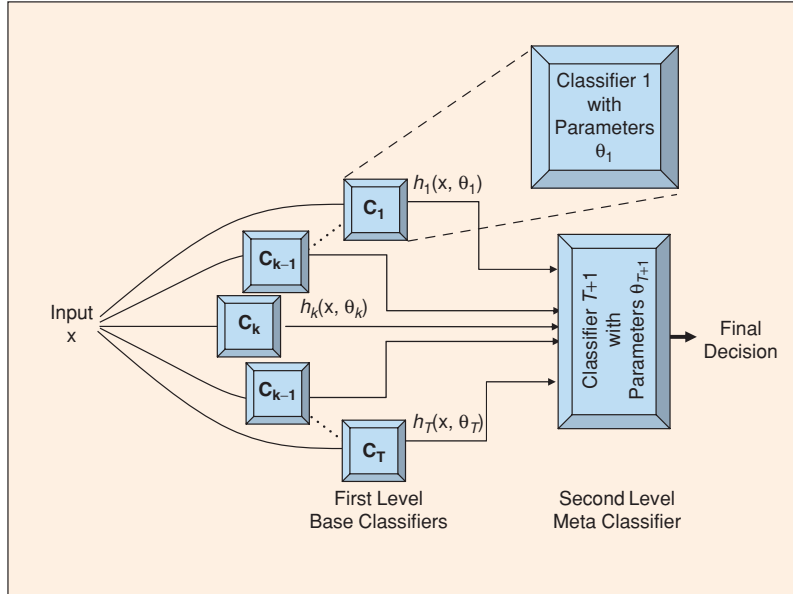 Classifier 1
with
Parameters
θ1
h1(x, θ1)
C1
Ck−1
Input
x
hk(x, θk)
Ck
Ck−1
hT(x, θT)
CT
Classifier T+1
with
Parameters θT+1
Final
Decision
First Level
Base Classifiers
Second Level
Meta Classifier